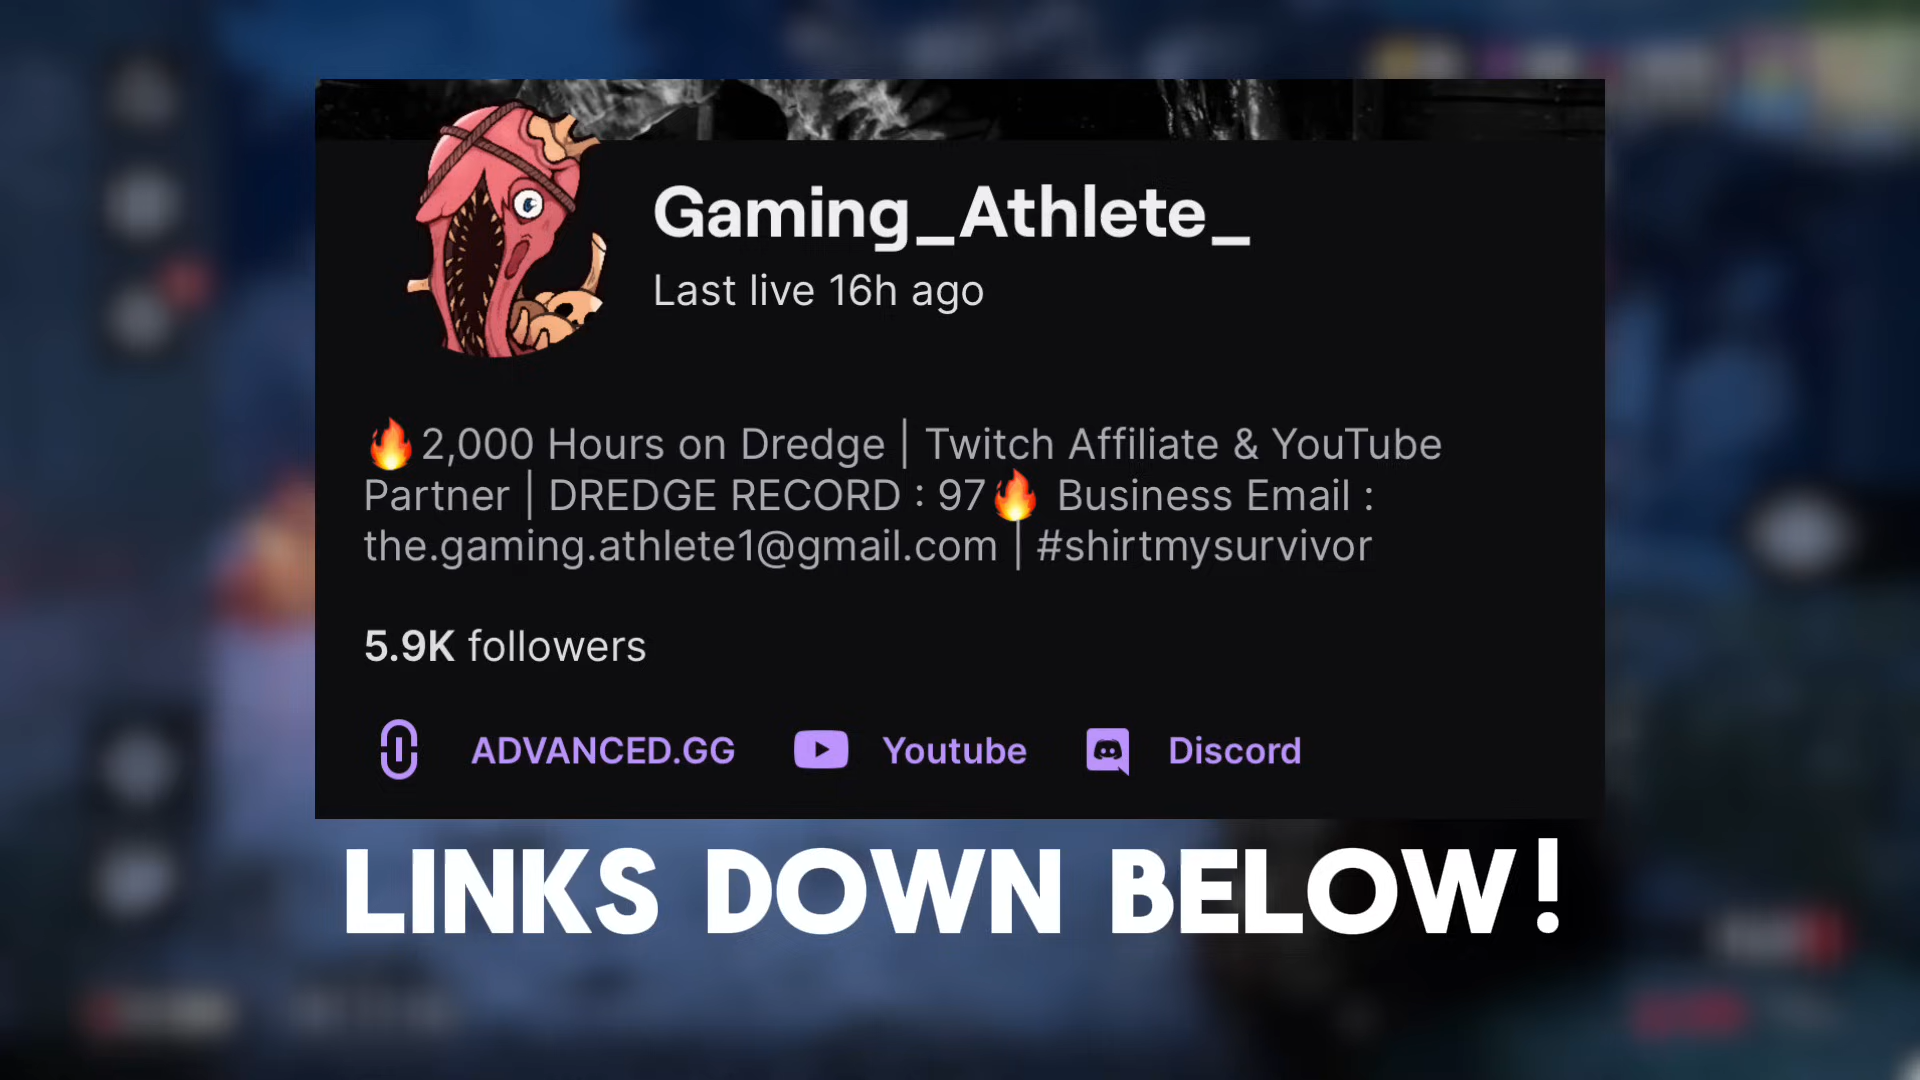 Gaming_Athlete_
Last live 16h ago
🔥2,000 Hours on Dredge | Twitch Affiliate & YouTube
Partner | DREDGE RECORD : 97🔥 Business Email :
the.gaming.athlete1@gmail.com | #shirtmysurvivor
5.9K followers
ADVANCED.GG Youtube Discord
LINKS DOWN BELOW!